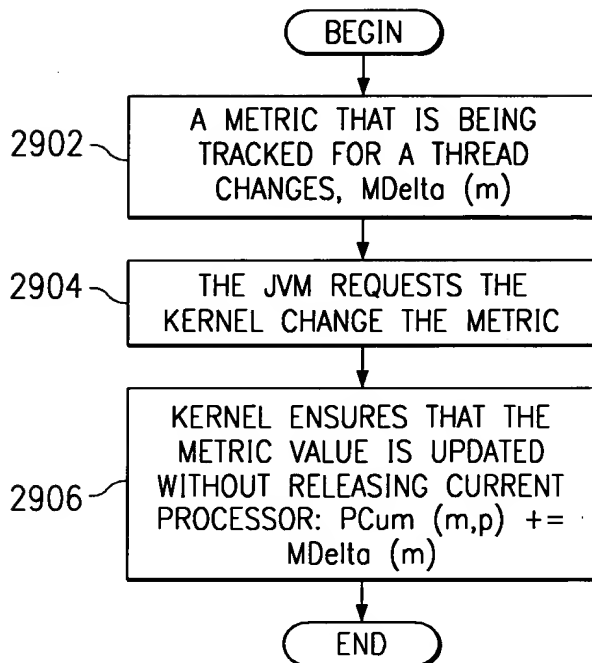 BEGIN
2902
A METRIC THAT IS BEING
TRACKED FOR A THREAD
CHANGES, MDelta (m)
2904
THE JVM REQUESTS THE
KERNEL CHANGE THE METRIC
2906
KERNEL ENSURES THAT THE
METRIC VALUE IS UPDATED
WITHOUT RELEASING CURRENT
PROCESSOR: PCum (m,p) +=
MDelta (m)
END